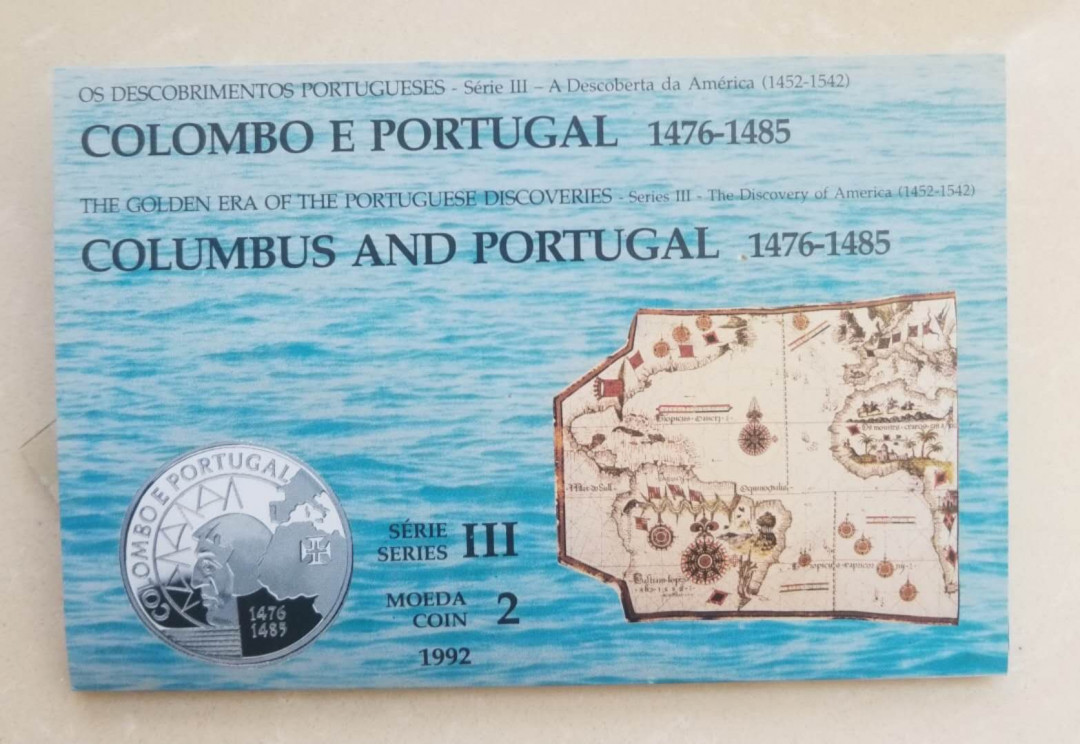 OS DESCOBRIMENTOS PORTUGUESES - Série III – A Descoberta da América (1452-1542)
COLOMBO E PORTUGAL 1476-1485
THE GOLDEN ERA OF THE PORTUGUESE DISCOVERIES - Series III - The Discovery of America (1452-1542)
COLUMBUS AND PORTUGAL 1476-1485
COLOMBO E PORTUGAL
1476
1485
SÉRIE
SERIES III
MOEDA
COIN 2
1992